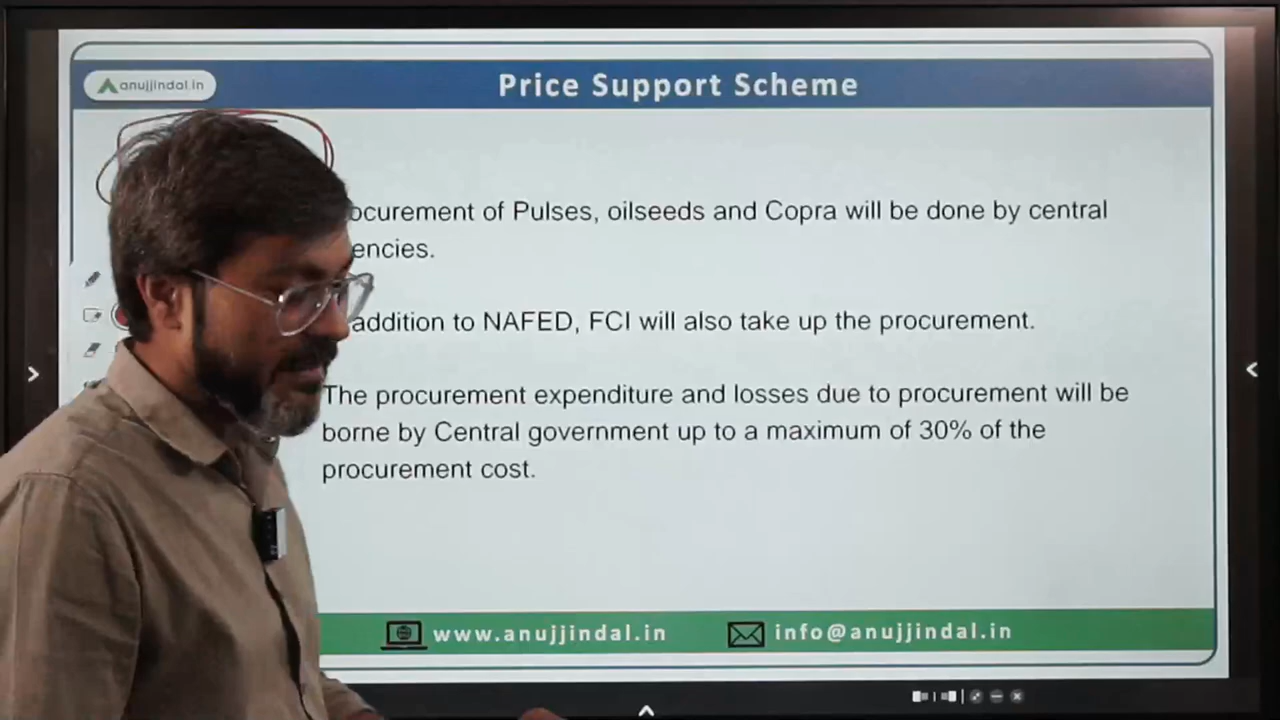 anujjindal.in
Price Support Scheme
ocurement of Pulses, oilseeds and Copra will be done by central
encies.
addition to NAFED, FCI will also take up the procurement.
The procurement expenditure and losses due to procurement will be
borne by Central government up to a maximum of 30% of the
procurement cost.
www.anujjindal.in
info@anujjindal.in